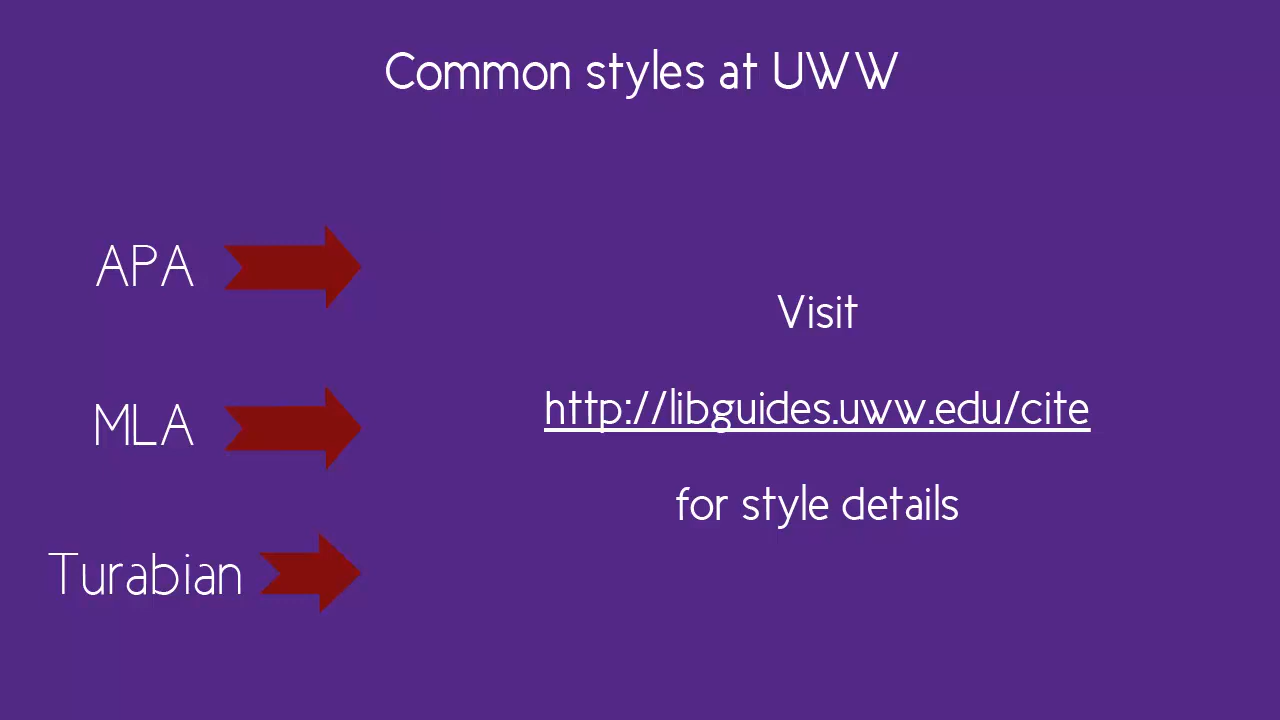 Common styles at UWW
APA
MLA
Turabian
Visit
http://libguides.uww.edu/cite
for style details